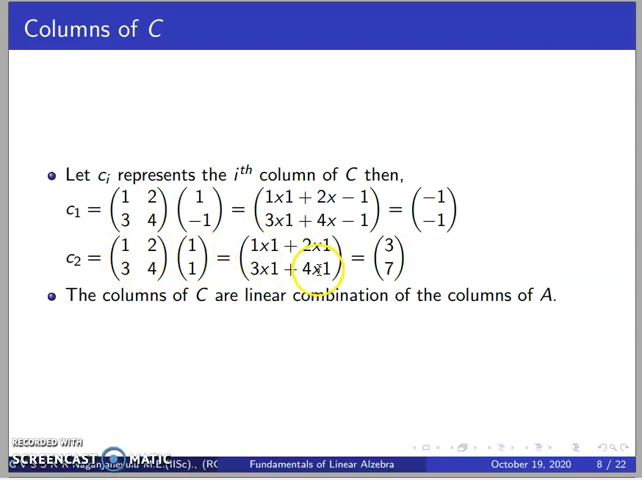 Columns of C
Let c_i represents the i^th column of C then,
c_1 = (1 2; 3 4) (1; −1) = (1x1 + 2x − 1; 3x1 + 4x − 1) = (−1; −1)
c_2 = (1 2; 3 4) (1; 1) = (1x1 + 2x1; 3x1 + 4x1) = (3; 7)
The columns of C are linear combination of the columns of A.
RECORDED WITH
SCREENCAST MATIC
M.E.(IISc)., (RC Fundamentals of Linear Alzebra October 19, 2020 8 / 22